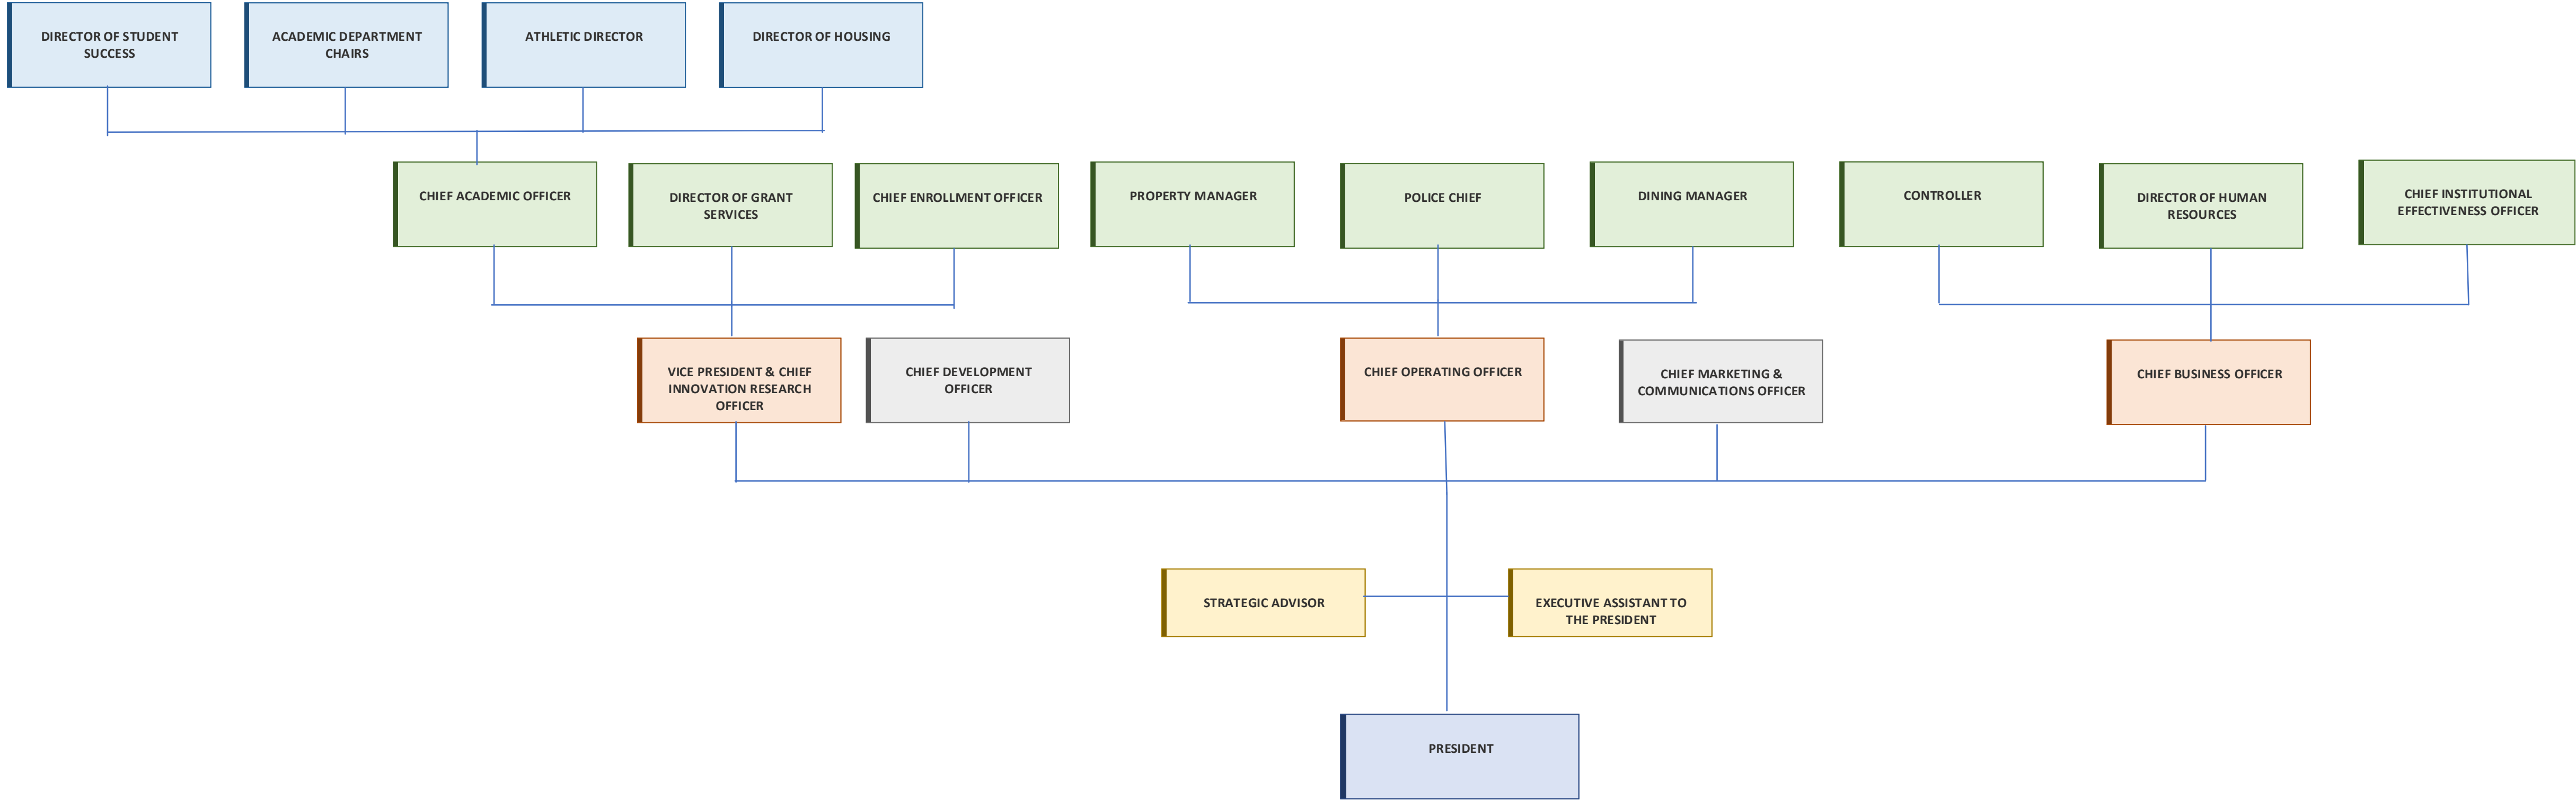 DIRECTOR OF STUDENT
SUCCESS
ACADEMIC DEPARTMENT
CHAIRS
ATHLETIC DIRECTOR
DIRECTOR OF HOUSING
CHIEF ACADEMIC OFFICER
DIRECTOR OF GRANT
SERVICES
CHIEF ENROLLMENT OFFICER
PROPERTY MANAGER
POLICE CHIEF
DINING MANAGER
CONTROLLER
DIRECTOR OF HUMAN
RESOURCES
CHIEF INSTITUTIONAL
EFFECTIVENESS OFFICER
VICE PRESIDENT & CHIEF
INNOVATION RESEARCH
OFFICER
CHIEF DEVELOPMENT
OFFICER
CHIEF OPERATING OFFICER
CHIEF MARKETING &
COMMUNICATIONS OFFICER
CHIEF BUSINESS OFFICER
STRATEGIC ADVISOR
EXECUTIVE ASSISTANT TO
THE PRESIDENT
PRESIDENT